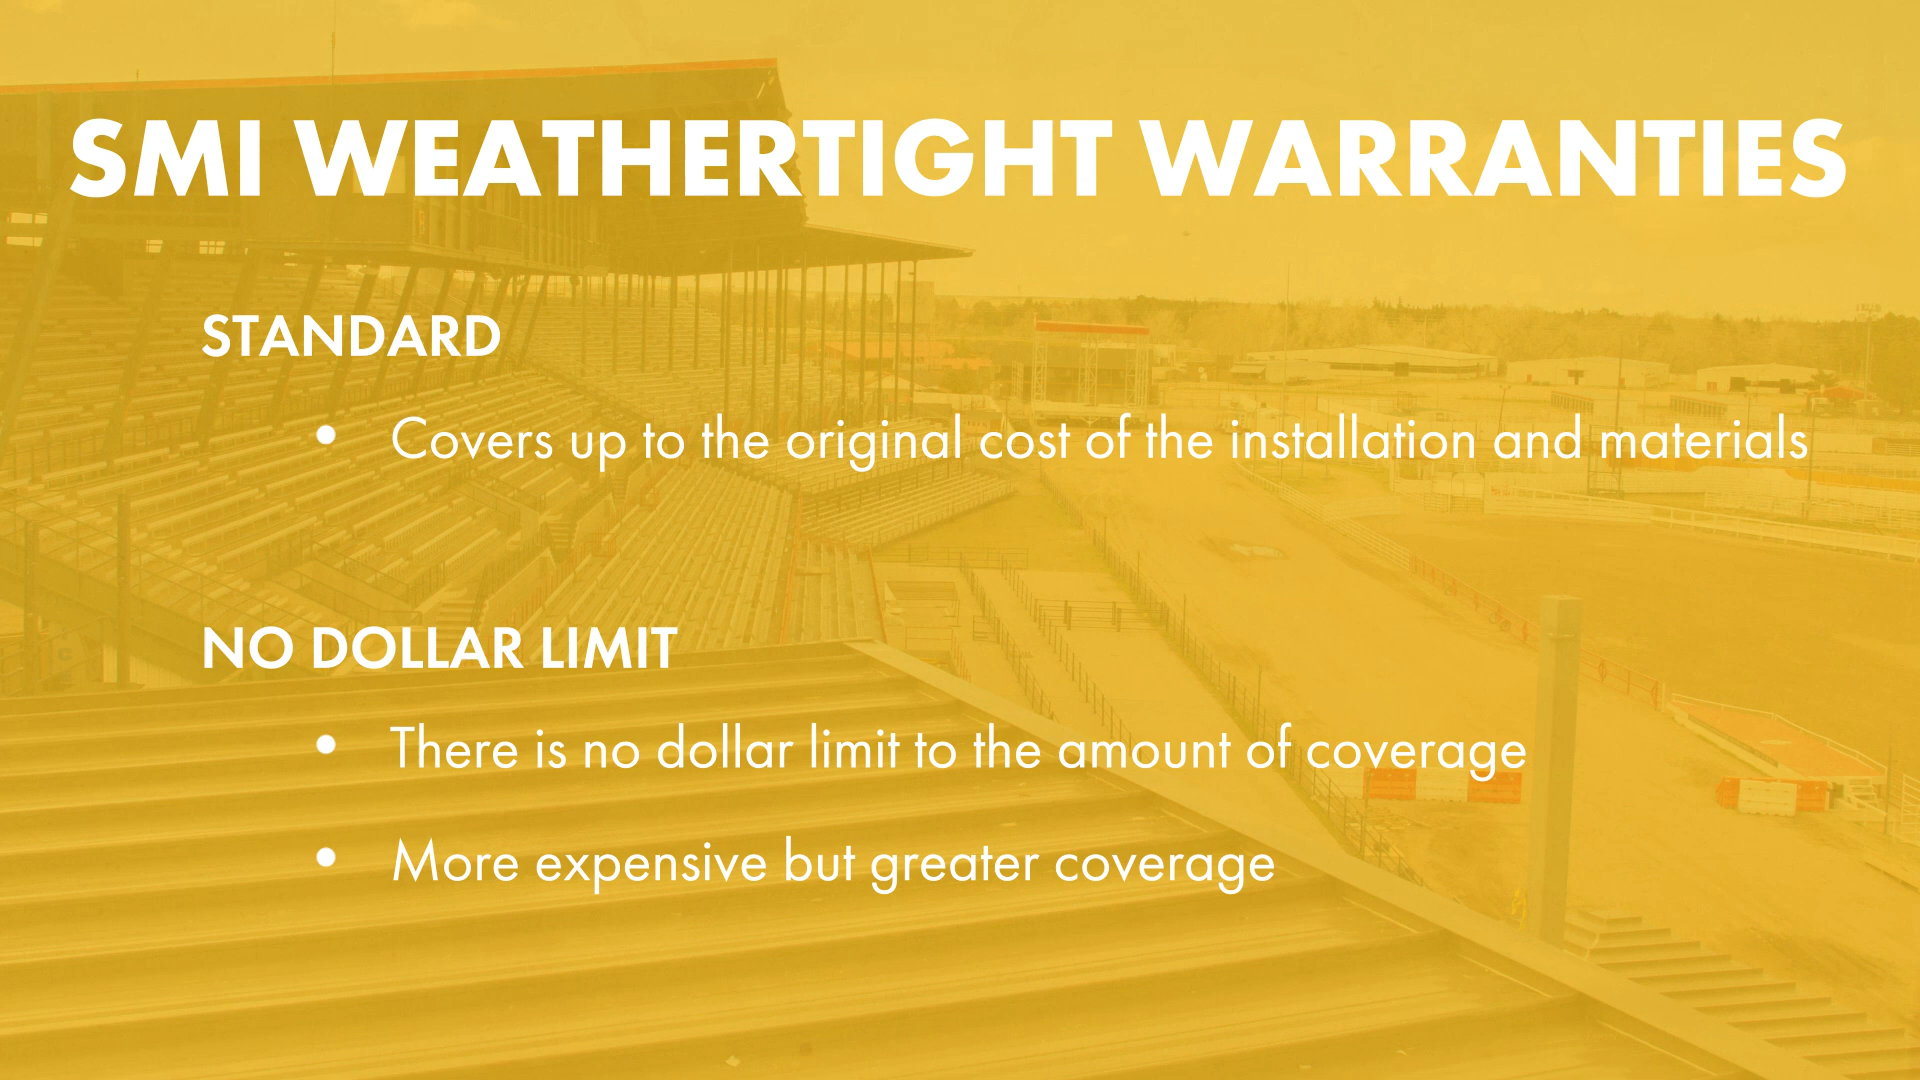 SMI WEATHERTIGHT WARRANTIES
STANDARD
• Covers up to the original cost of the installation and materials
NO DOLLAR LIMIT
• There is no dollar limit to the amount of coverage
• More expensive but greater coverage